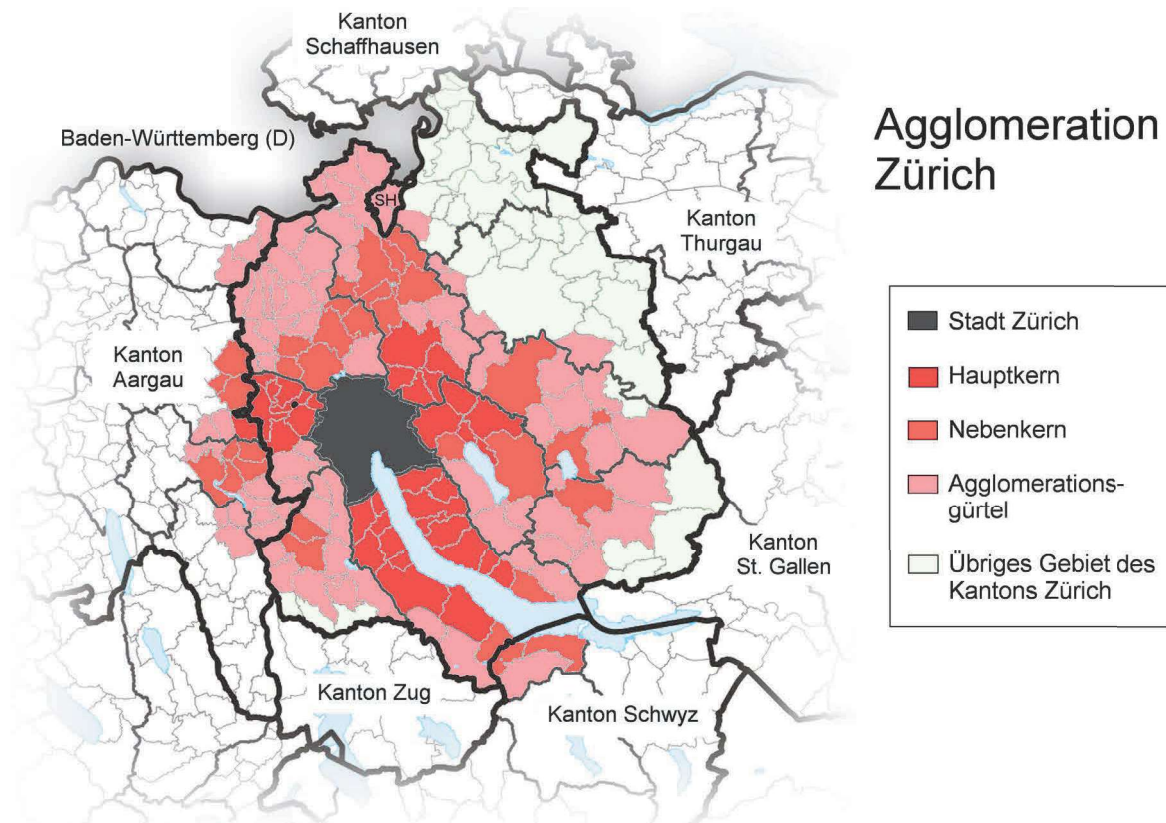 Kanton
Schaffhausen
Baden-Württemberg (D)
SH
Kanton
Thurgau
Kanton
Aargau
Kanton
St. Gallen
Kanton Zug
Kanton Schwyz
Agglomeration
Zürich
Stadt Zürich
Hauptkern
Nebenkern
Agglomerations-
gürtel
Übriges Gebiet des
Kantons Zürich